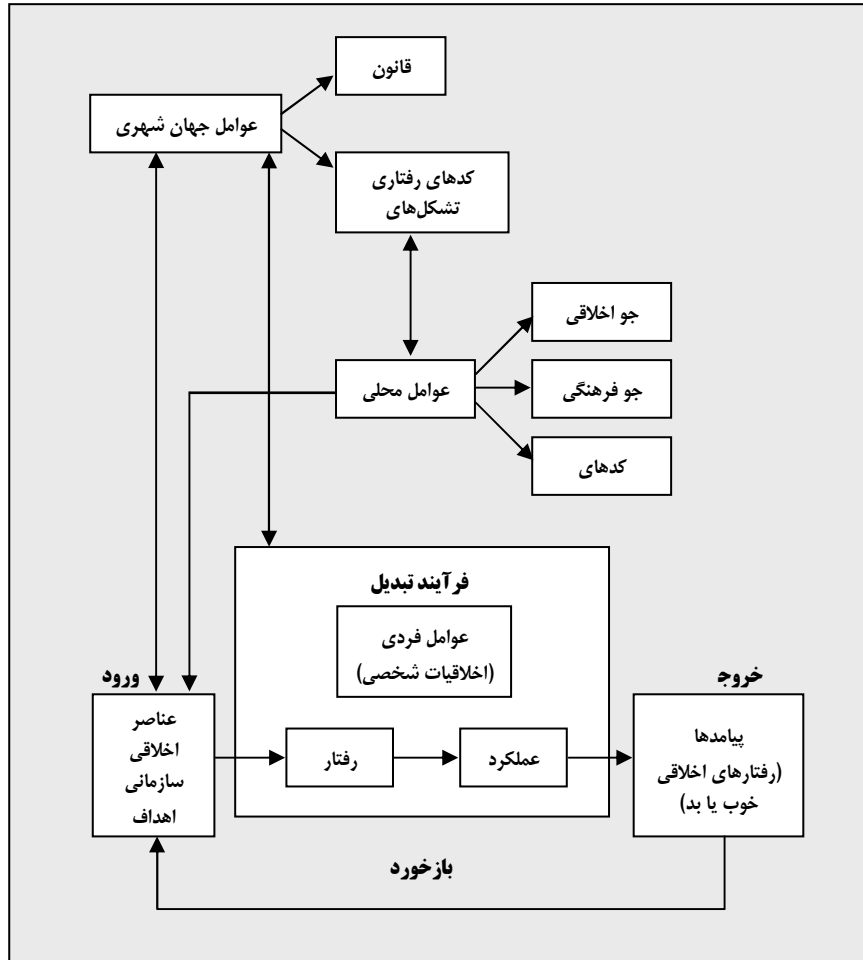 قانون
عوامل جهان شهری
کدهای رفتاری
تشکل‌های
جو اخلاقی
عوامل محلی
جو فرهنگی
کدهای
فرآیند تبدیل
عوامل فردی
(اخلاقیات شخصی)
ورود
خروج
عناصر
اخلاقی
سازمانی
اهداف
رفتار
عملکرد
پیامدها
(رفتارهای اخلاقی
خوب یا بد)
بازخورد